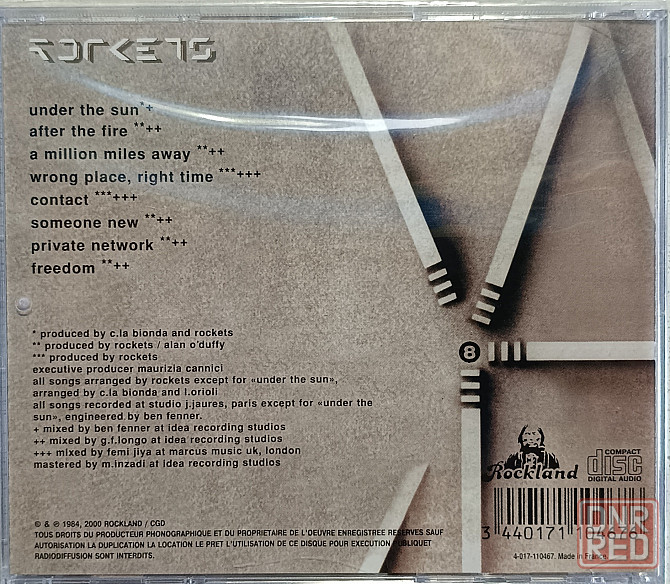 ROCKETS
under the sun*+
after the fire **++
a million miles away **++
wrong place, right time ***+++
contact ***+++
someone new **++
private network **++
freedom **++
* produced by c.la bionda and rockets
** produced by rockets / alan o'duffy
*** produced by rockets
executive producer maurizia cannici
all songs arranged by rockets except for «under the sun»,
arranged by c.la bionda and l.orioli
all songs recorded at studio j.jaures, paris except for «under the
sun», engineered by ben fenner.
+ mixed by ben fenner at idea recording studios
++ mixed by g.f.longo at idea recording studios
+++ mixed by femi jiya at marcus music uk, london
mastered by m.inzadi at idea recording studios
8
Rockland
COMPACT
disc
DIGITAL AUDIO
© & ℗ 1984, 2000 ROCKLAND / CGD
TOUS DROITS DU PRODUCTEUR PHONOGRAPHIQUE ET DU PROPRIETAIRE DE L'OEUVRE ENREGISTREE RESERVES SAUF
AUTORISATION LA DUPLICATION LA LOCATION LE PRET L'UTILISATION DE CE DISQUE POUR EXECUTION PUBLIQUET
RADIODIFFUSION SONT INTERDITS.
3 440171 104676
4-017-110467. Made in France.
DNR
RED